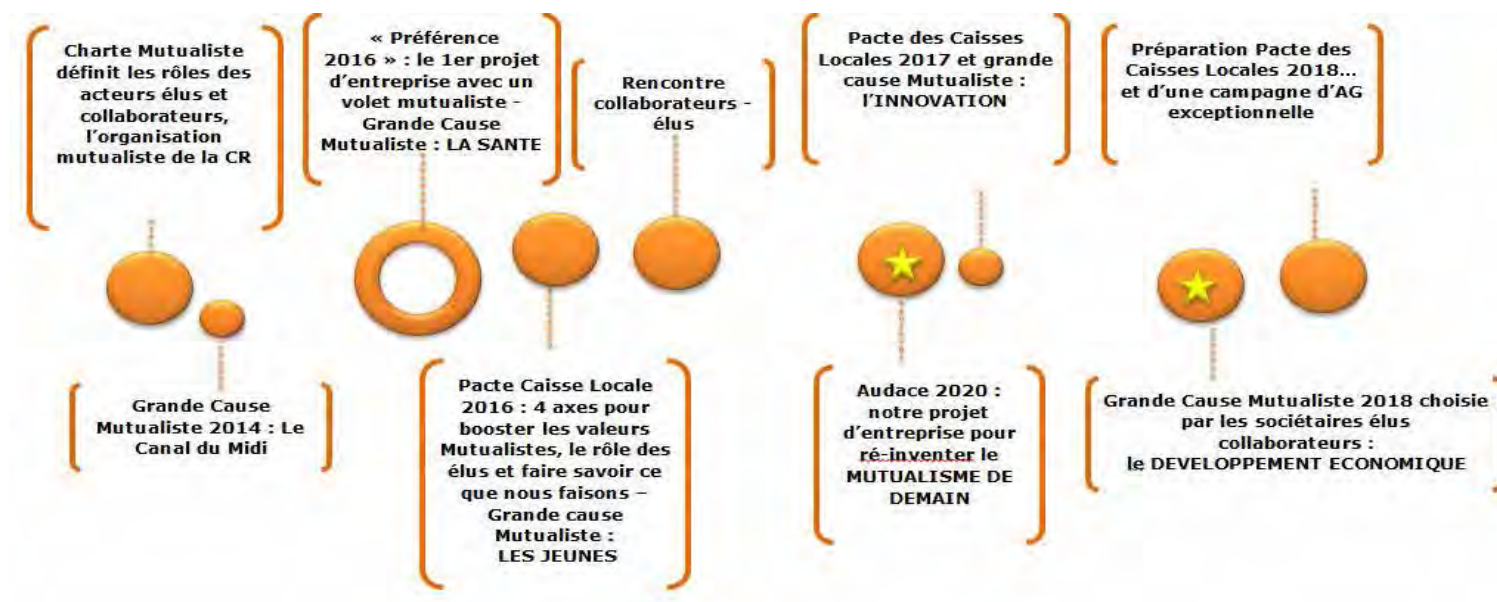 Charte Mutualiste
définit les rôles des
acteurs élus et
collaborateurs,
l'organisation
mutualiste de la CR
Grande Cause
Mutualiste 2014 : Le
Canal du Midi
« Préférence
2016 » : le 1er projet
d'entreprise avec un
volet mutualiste -
Grande Cause
Mutualiste : LA SANTE
Pacte Caisse Locale
2016 : 4 axes pour
booster les valeurs
Mutualistes, le rôle des
élus et faire savoir ce
que nous faisons –
Grande cause
Mutualiste :
LES JEUNES
Rencontre
collaborateurs -
élus
Audace 2020 :
notre projet
d'entreprise pour
ré-inventer le
MUTUALISME DE
DEMAIN
Pacte des Caisses
Locales 2017 et grande
cause Mutualiste :
l'INNOVATION
Grande Cause Mutualiste 2018 choisie
par les sociétaires élus
collaborateurs :
le DEVELOPPEMENT ECONOMIQUE
Préparation Pacte des
Caisses Locales 2018…
et d'une campagne d'AG
exceptionnelle